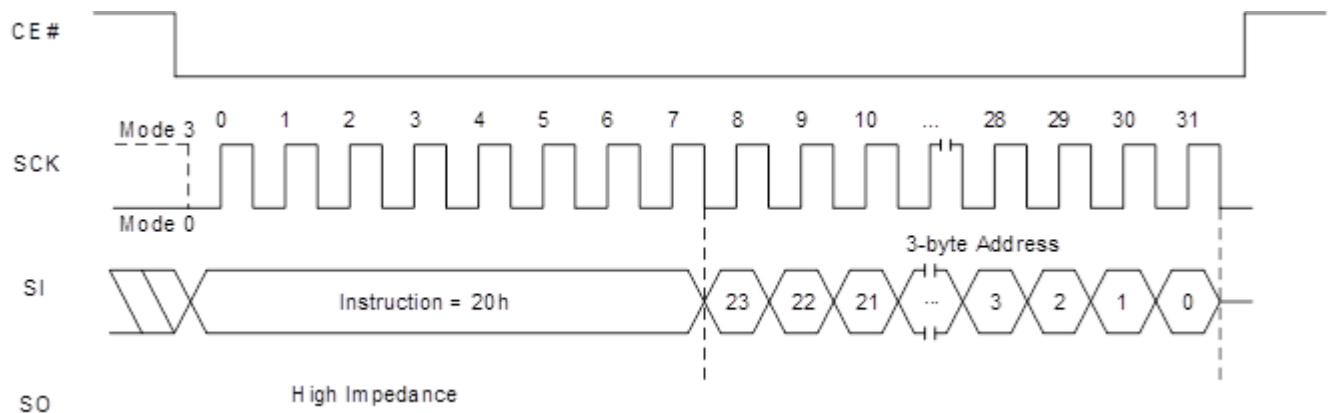 CE#
0 1 2 3 4 5 6 7 8 9 10 ... 28 29 30 31
Mode 3
SCK
Mode 0
3-byte Address
SI
Instruction = 20h 23 22 21 ... 3 2 1 0
High Impedance
SO